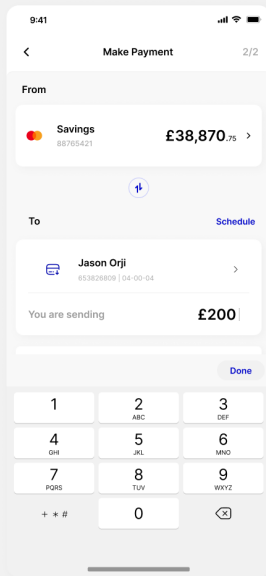 9:41
Make Payment
2/2
From
Savings
£38,870.75
88765421
To
Schedule
Jason Orji
653826806 | 04-00-04
You are sending
£200
Done
1
2
ABC
3
DEF
4
GHI
5
JKL
6
MNO
7
PQRS
8
TUV
9
WXYZ
+ * #
0